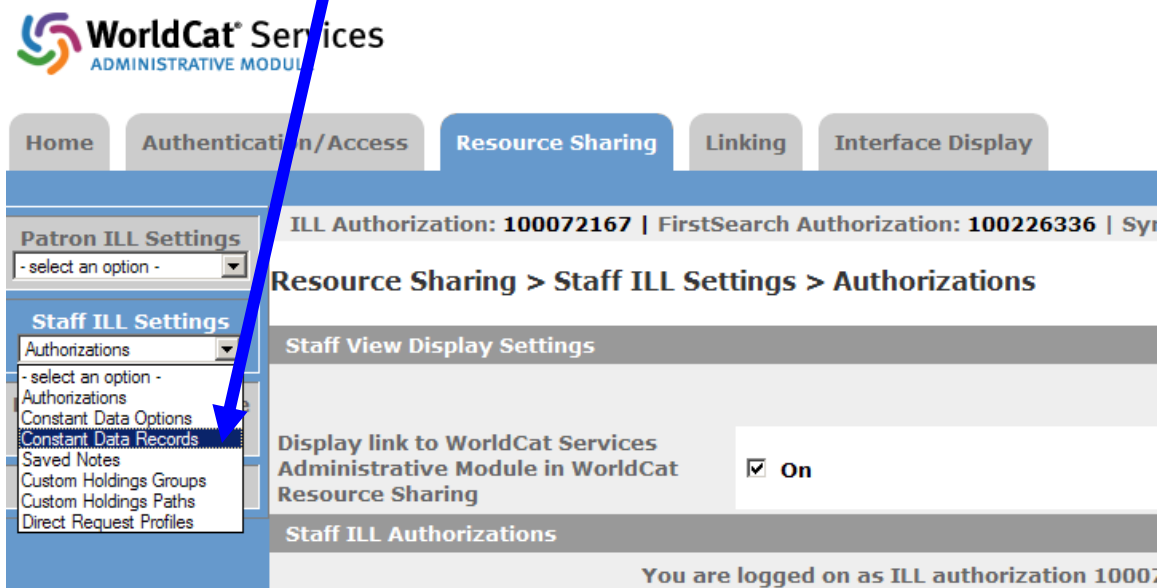 WorldCat® Services
ADMINISTRATIVE MODULE
Home
Authentication/Access
Resource Sharing
Linking
Interface Display
ILL Authorization: 100072167 | FirstSearch Authorization: 100226336 |
Patron ILL Settings
- select an option -
Resource Sharing > Staff ILL Settings > Authorizations
Staff ILL Settings
Authorizations
- select an option -
Authorizations
Constant Data Options
Constant Data Records
Saved Notes
Custom Holdings Groups
Custom Holdings Paths
Direct Request Profiles
Staff View Display Settings
Display link to WorldCat Services
Administrative Module in WorldCat
Resource Sharing
On
Staff ILL Authorizations
You are logged on as ILL authorization